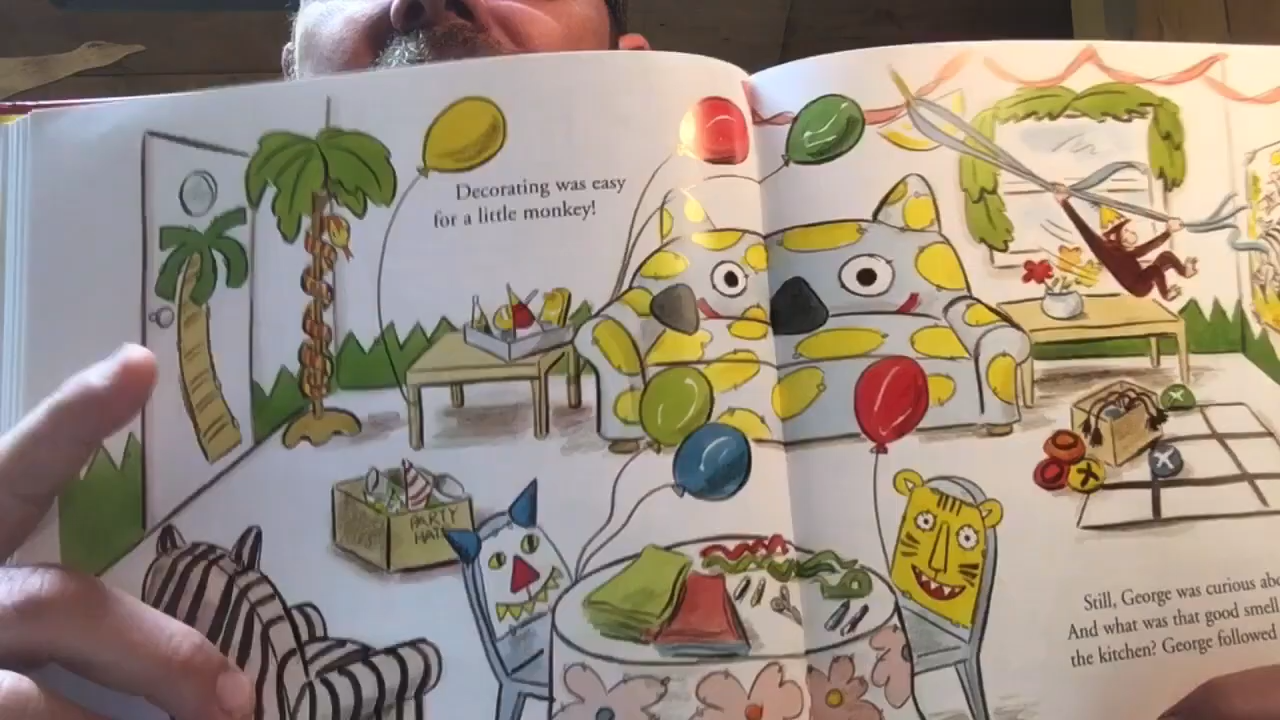 Decorating was easy
for a little monkey!
PARTY
Still, George was curious
And what was that good smell
the kitchen? George followed